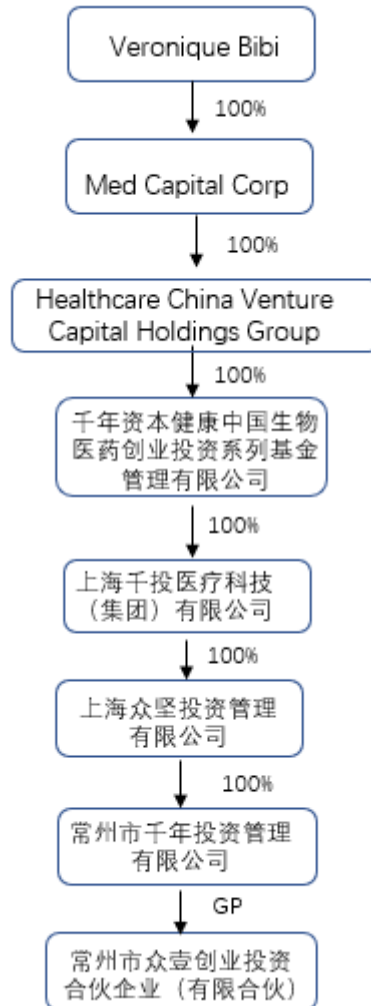 Veronique Bibi
100%
Med Capital Corp
100%
Healthcare China Venture
Capital Holdings Group
100%
千年资本健康中国生物
医药创业投资系列基金
管理有限公司
100%
上海千投医疗科技
（集团）有限公司
100%
上海众坚投资管理
有限公司
100%
常州市千年投资管理
有限公司
GP
常州市众壹创业投资
合伙企业（有限合伙）